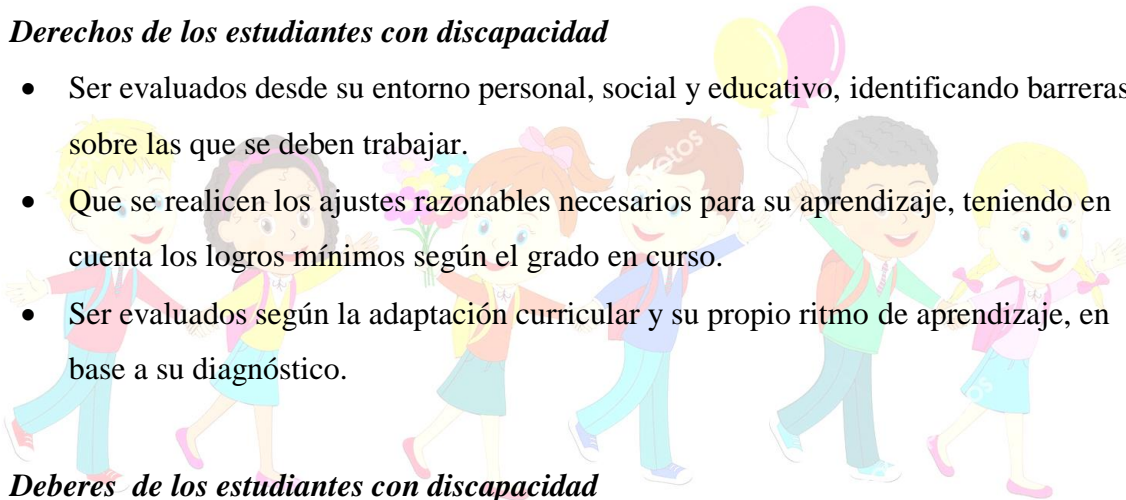 Derechos de los estudiantes con discapacidad
• Ser evaluados desde su entorno personal, social y educativo, identificando barreras
sobre las que se deben trabajar.
• Que se realicen los ajustes razonables necesarios para su aprendizaje, teniendo en
cuenta los logros mínimos según el grado en curso.
• Ser evaluados según la adaptación curricular y su propio ritmo de aprendizaje, en
base a su diagnóstico.
Deberes  de los estudiantes con discapacidad